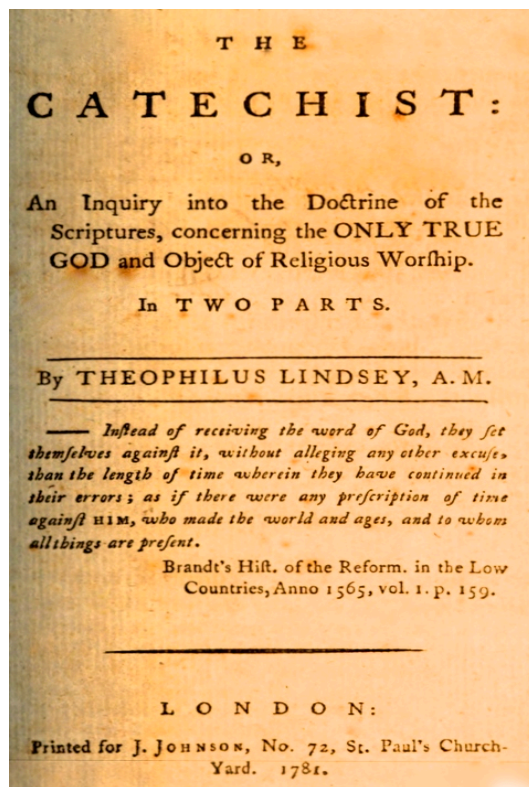 THE
CATECHIST:
OR,
An Inquiry into the Doctrine of the
Scriptures, concerning the ONLY TRUE
GOD and Object of Religious Worſhip.
In TWO PARTS.
By THEOPHILUS LINDSEY, A. M.
—— Inſtead of receiving the word of God, they ſet
themſelves againſt it, without alleging any other excuſe,
than the length of time wherein they have continued in
their errors; as if there were any preſcription of time
againſt HIM, who made the world and ages, and to whom
all things are preſent.
Brandt's Hiſt. of the Reform. in the Low
Countries, Anno 1565, vol. 1. p. 159.
LONDON:
Printed for J. JOHNSON, No. 72, St. Paul's Church-
Yard. 1781.